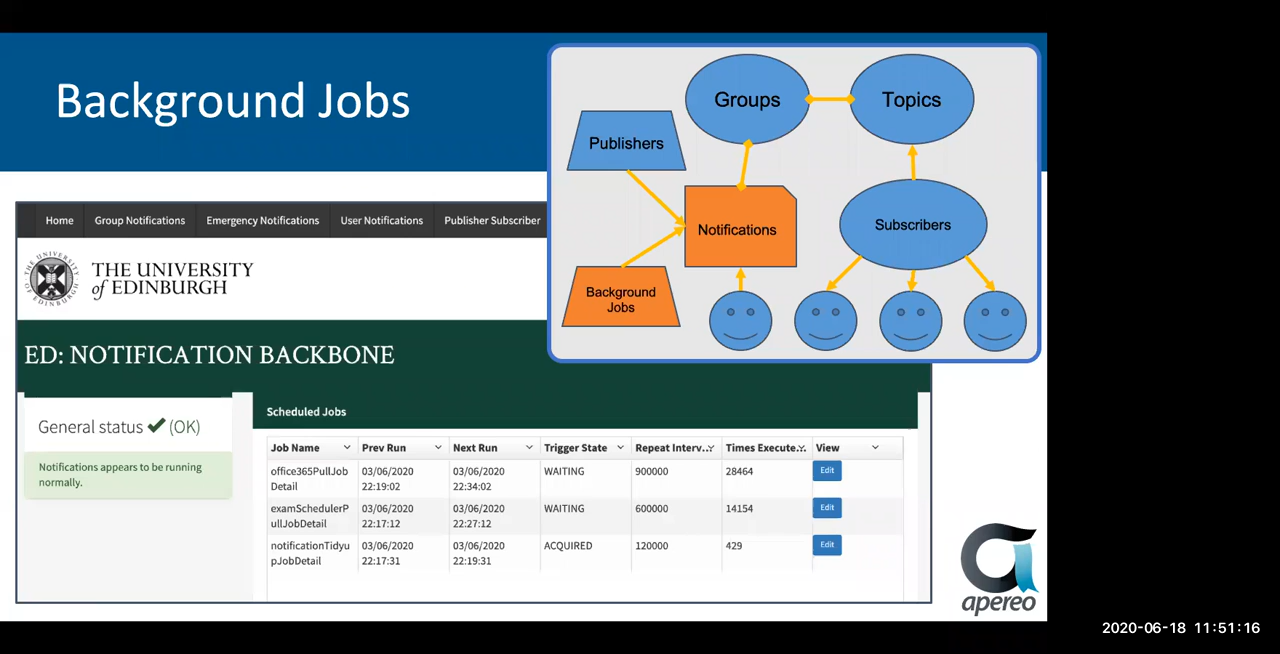 Background Jobs
Groups
Topics
Publishers
Notifications
Subscribers
Background
Jobs
Home
Group Notifications
Emergency Notifications
User Notifications
Publisher Subscriber
THE UNIVERSITY
of EDINBURGH
ED: NOTIFICATION BACKBONE
General status ✔ (OK)
Notifications appears to be running
normally.
Scheduled Jobs
Job Name Prev Run Next Run Trigger State Repeat Interv... Times Execute... View
office365PullJob 03/06/2020 03/06/2020 WAITING 900000 28464 Edit
Detail 22:19:02 22:34:02
examSchedulerP 03/06/2020 03/06/2020 WAITING 600000 14154 Edit
ullJobDetail 22:17:12 22:27:12
notificationTidyu 03/06/2020 03/06/2020 ACQUIRED 120000 429 Edit
pJobDetail 22:17:31 22:19:31
apereo
2020-06-18 11:51:16